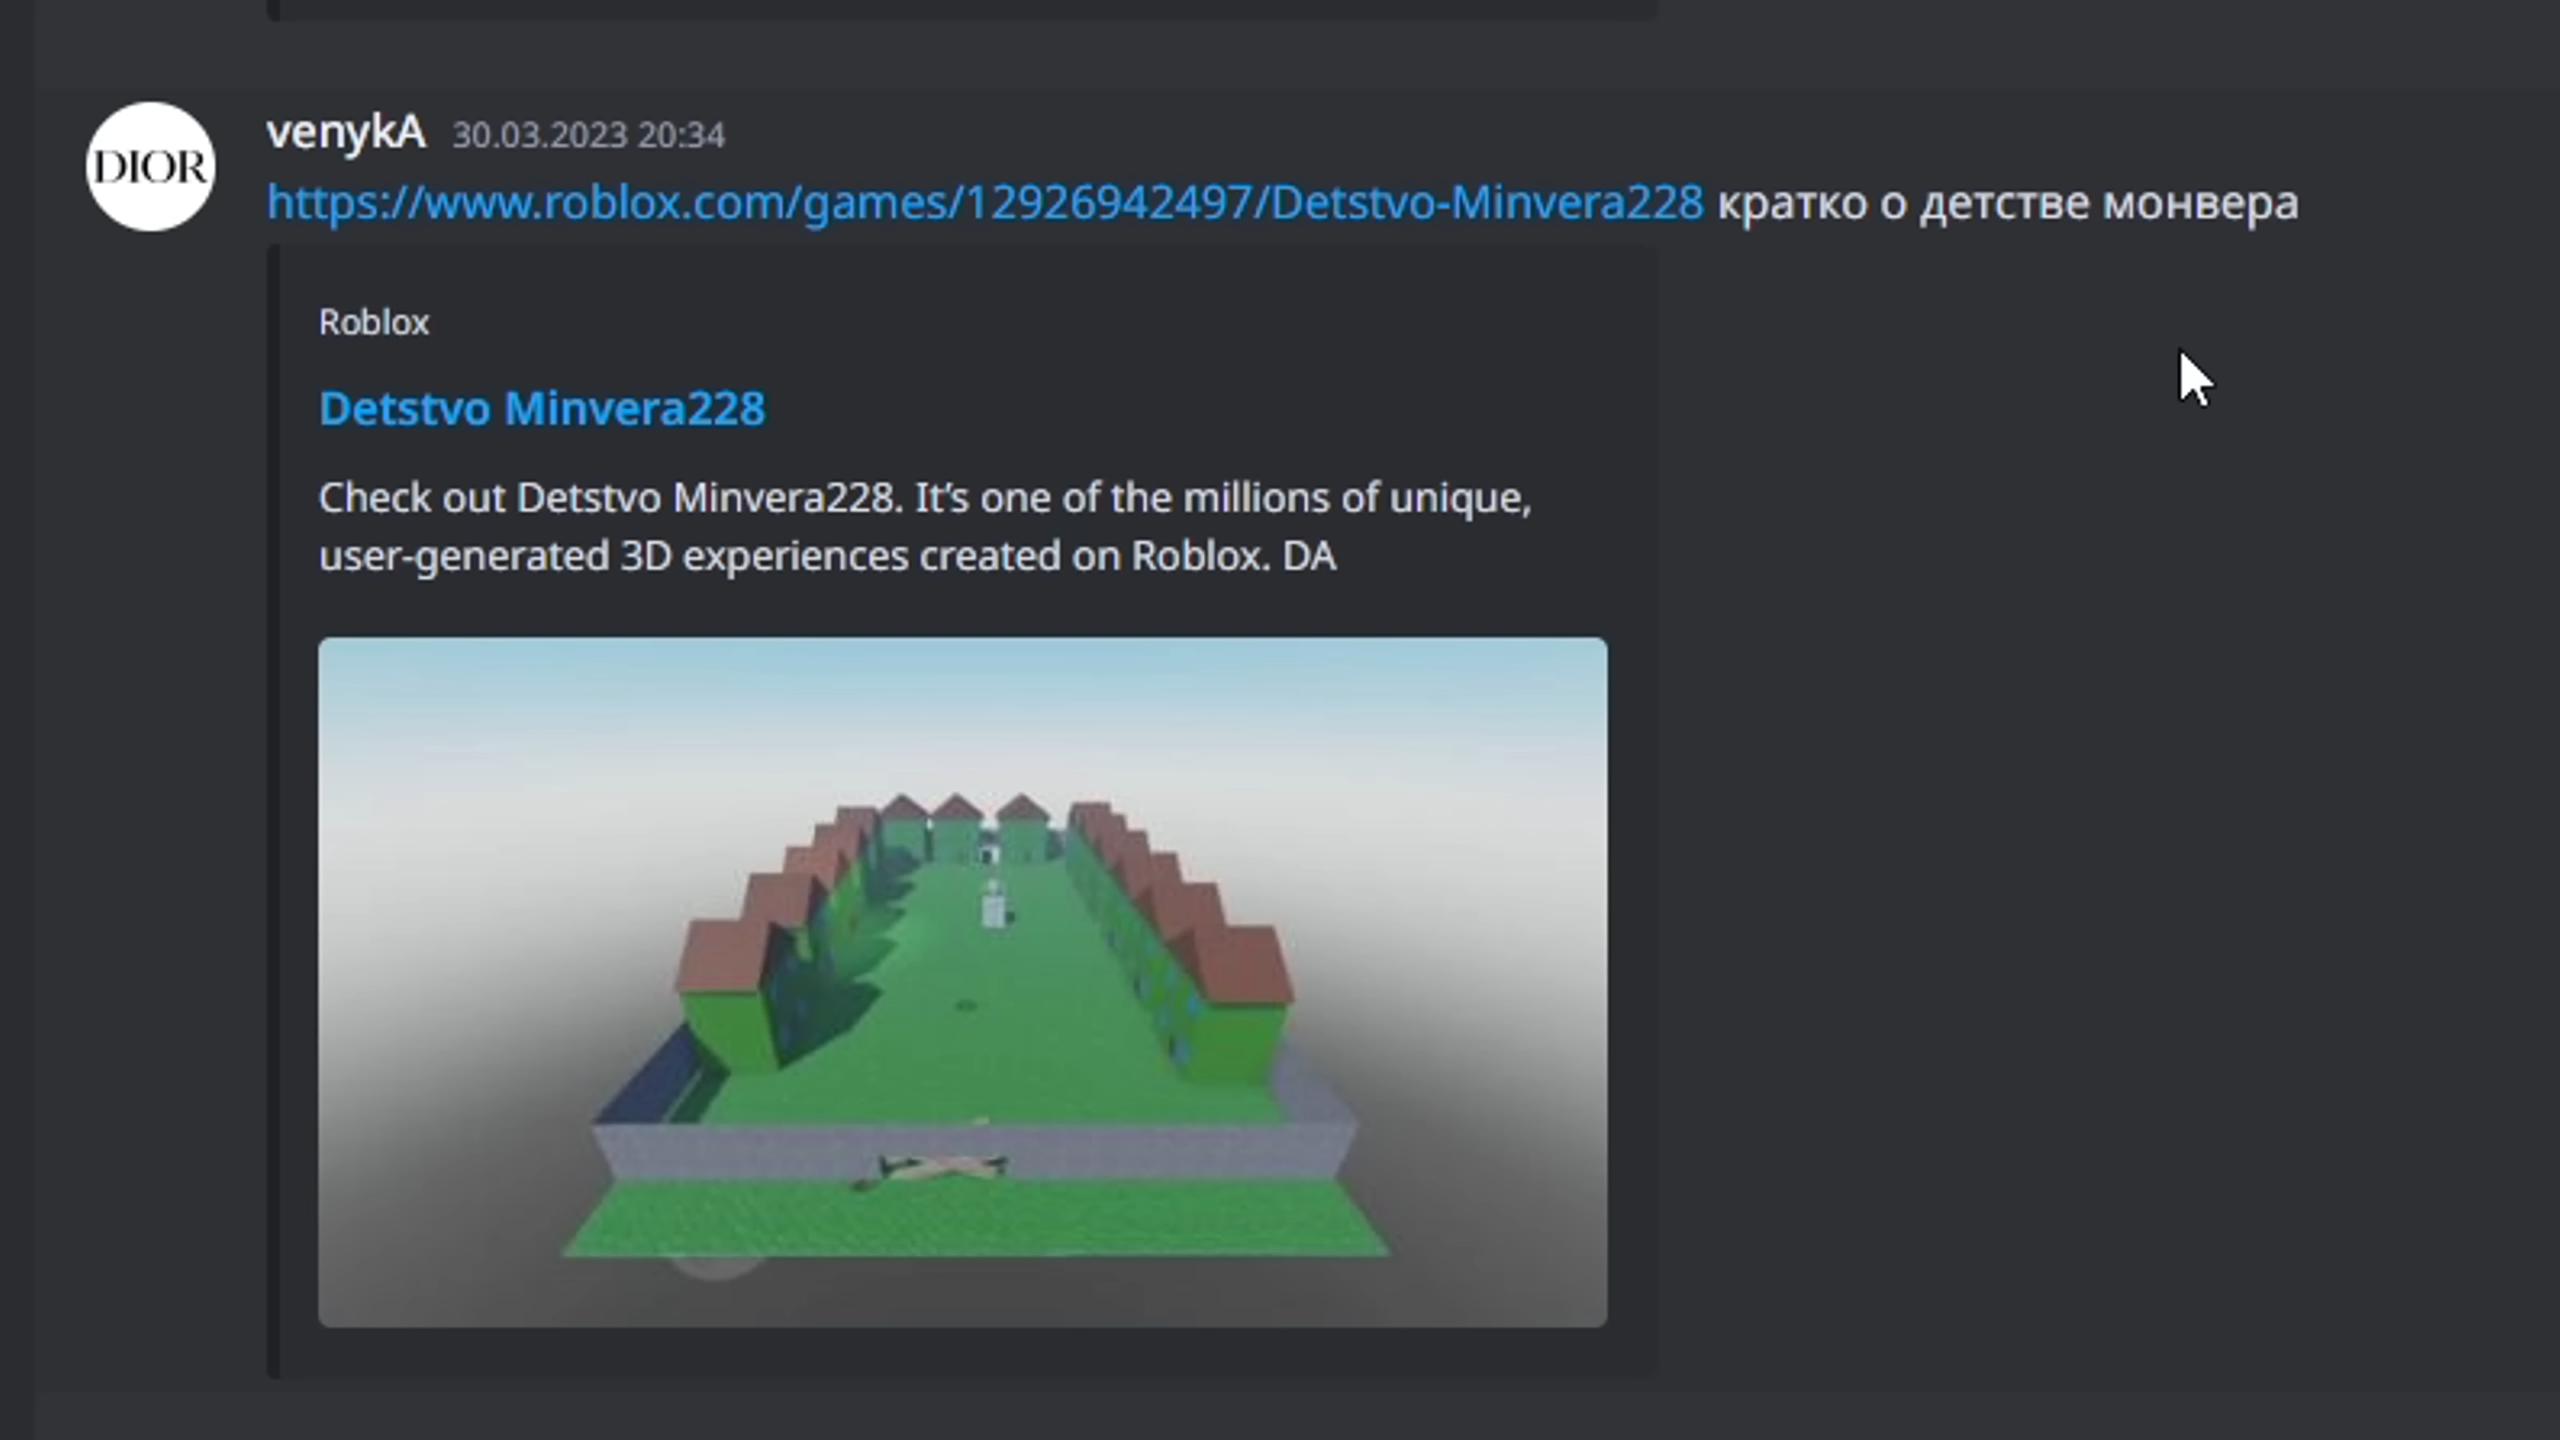 DIOR
venykA 30.03.2023 20:34
https://www.roblox.com/games/12926942497/Detstvo-Minvera228 кратко о детстве монвера
Roblox
Detstvo Minvera228
Check out Detstvo Minvera228. It’s one of the millions of unique,
user-generated 3D experiences created on Roblox. DA